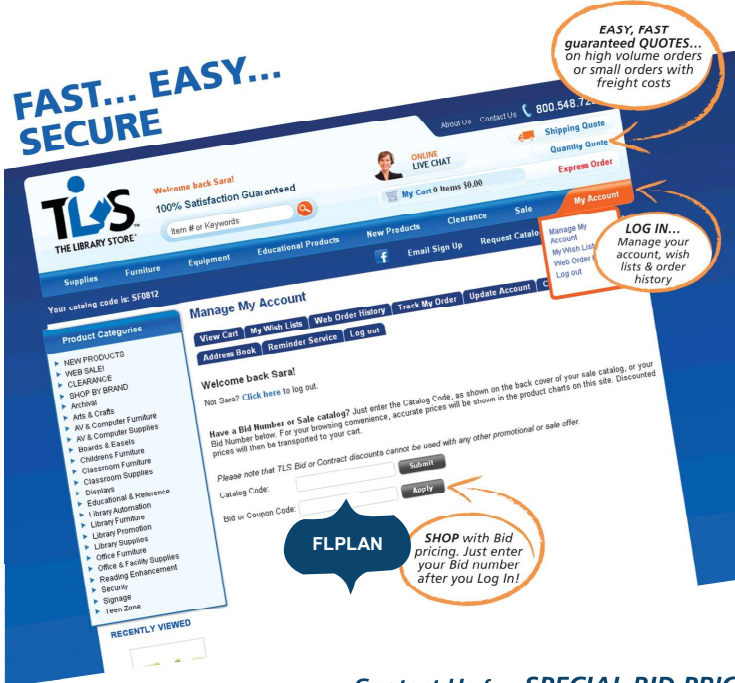 FAST... EASY...
SECURE
EASY, FAST
guaranteed QUOTES...
on high volume orders
or small orders with
freight costs
About Us Contact Us
TLS
THE LIBRARY STORE
Welcome back Sara!
100% Satisfaction Guaranteed
Item # or Keywords
ONLINE
LIVE CHAT
My Cart 0 Items $0.00
Shipping Quote
Quantity Quote
Express Order
My Account
Supplies Furniture Equipment Educational Products New Products Clearance Sale
Email Sign Up Request
Manage My
Account
My Wish List
Web Order
Log out
LOG IN...
Manage your
account, wish
lists & order
history
Your catalog code is: SF0812
Product Categories
NEW PRODUCTS
WEB SALE!
CLEARANCE
SHOP BY BRAND
Archival
Arts & Crafts
AV & Computer Furniture
AV & Computer Supplies
Boards & Easels
Childrens Furniture
Classroom Furniture
Classroom Supplies
Displays
Educational & Reference
Library Automation
Library Furniture
Library Promotion
Library Supplies
Office Furniture
Office & Facility Supplies
Reading Enhancement
Security
Signage
Teen Zone
RECENTLY VIEWED
Manage My Account
View Cart My Wish Lists Web Order History Track My Order Update Account
Address Book Reminder Service Log out
Welcome back Sara!
Not Sara? Click here to log out.
Have a Bid Number or Sale catalog? Just enter the Catalog Code, as shown on the back cover of your sale catalog, or your
Bid Number below. For your browsing convenience, accurate prices will be shown in the product charts on this site. Discounted
prices will then be transported to your cart.
Please note that TLS Bid or Contract discounts cannot be used with any other promotional or sale offer.
Catalog Code: Submit
Bid or Coupon Code: Apply
FLPLAN
SHOP with Bid
pricing. Just enter
your Bid number
after you Log In!